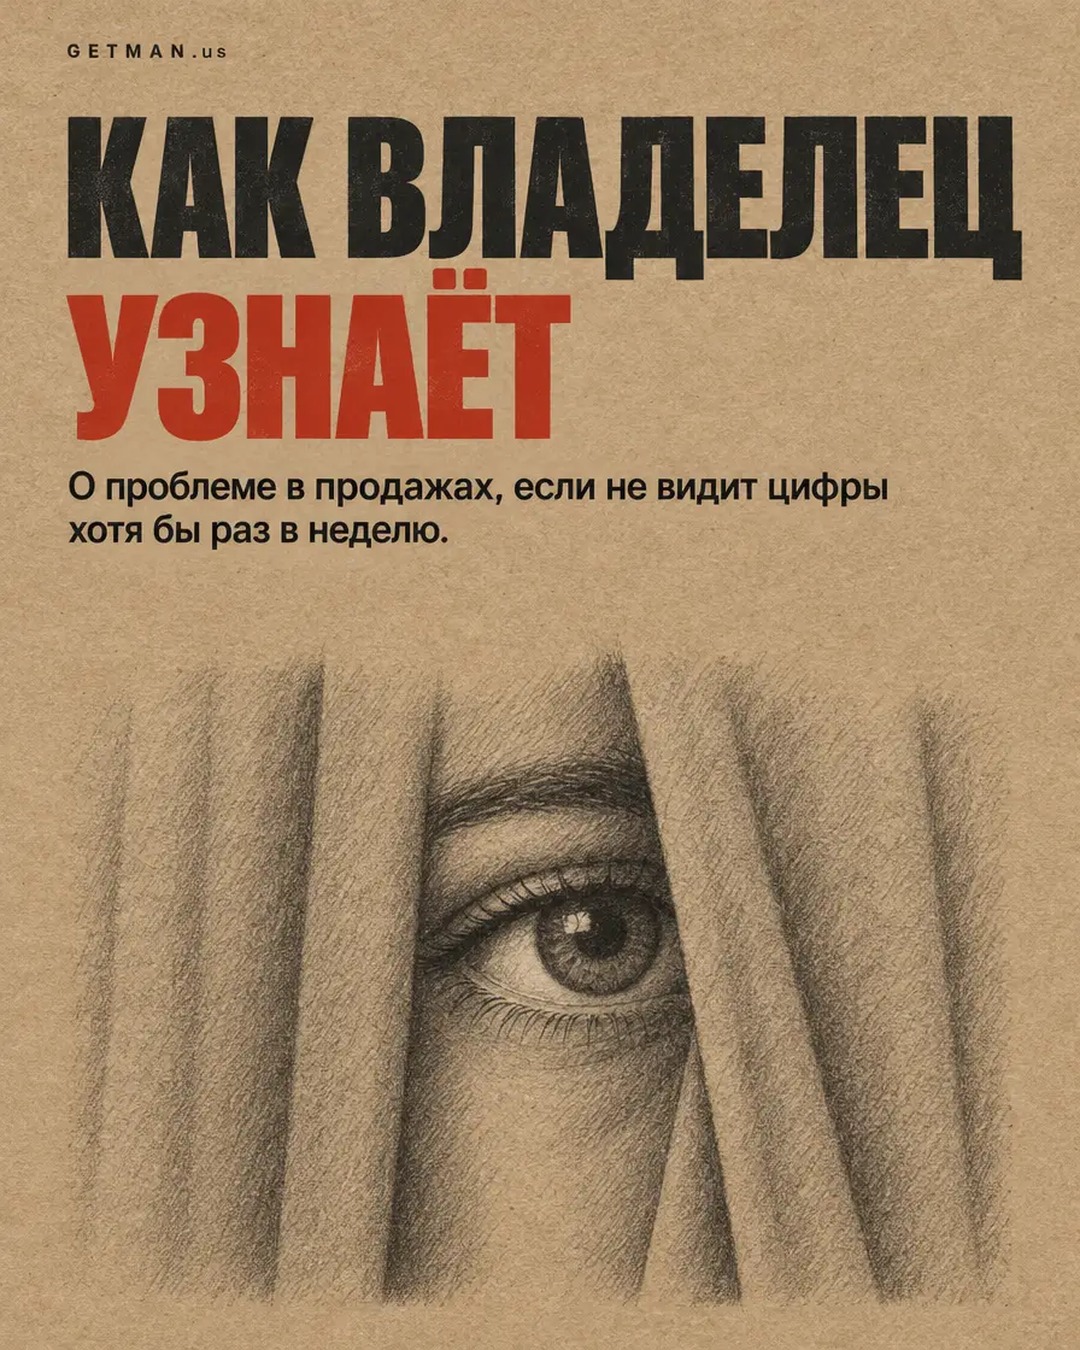 GETMAN.us
КАК ВЛАДЕЛЕЦ
УЗНАЁТ
О проблеме в продажах, если не видит цифры
хотя бы раз в неделю.